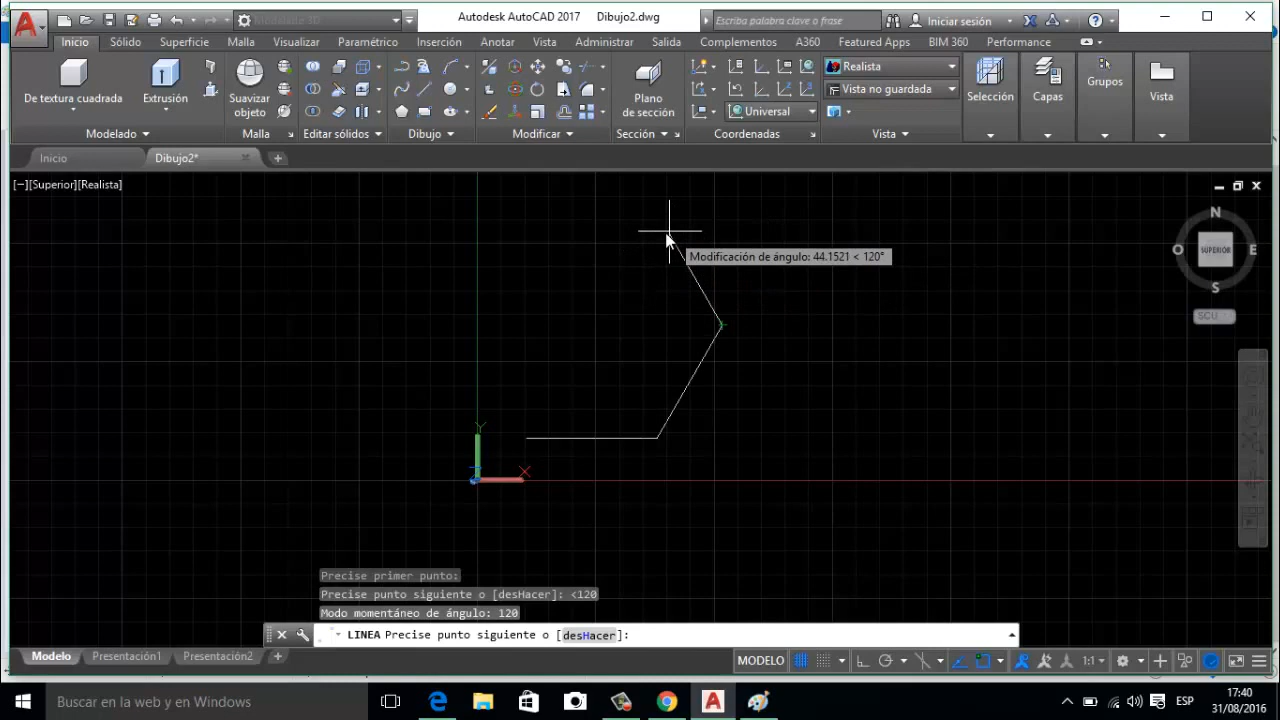 Modelado 3D
Autodesk AutoCAD 2017 Dibujo2.dwg
Escriba palabra clave o frase
Iniciar sesión
Inicio Sólido Superficie Malla Visualizar Paramétrico Inserción Anotar Vista Administrar Salida Complementos A360 Featured Apps BIM 360 Performance
De textura cuadrada
Extrusión
Suavizar
objeto
Plano
de sección
Realista
Vista no guardada
Universal
Selección
Capas
Grupos
Vista
Modelado Malla Editar sólidos Dibujo Modificar Sección Coordenadas Vista
Inicio Dibujo2*
[−][Superior][Realista]
N
O SUPERIOR E
S
SCU
Modificación de ángulo: 44.1521 < 120°
Y
X
Precise primer punto:
Precise punto siguiente o [desHacer]: <120
Modo momentáneo de ángulo: 120
LINEA Precise punto siguiente o [desHacer]:
Modelo Presentación1 Presentación2
MODELO 1:1
Buscar en la web y en Windows
ESP
17:40
31/08/2016